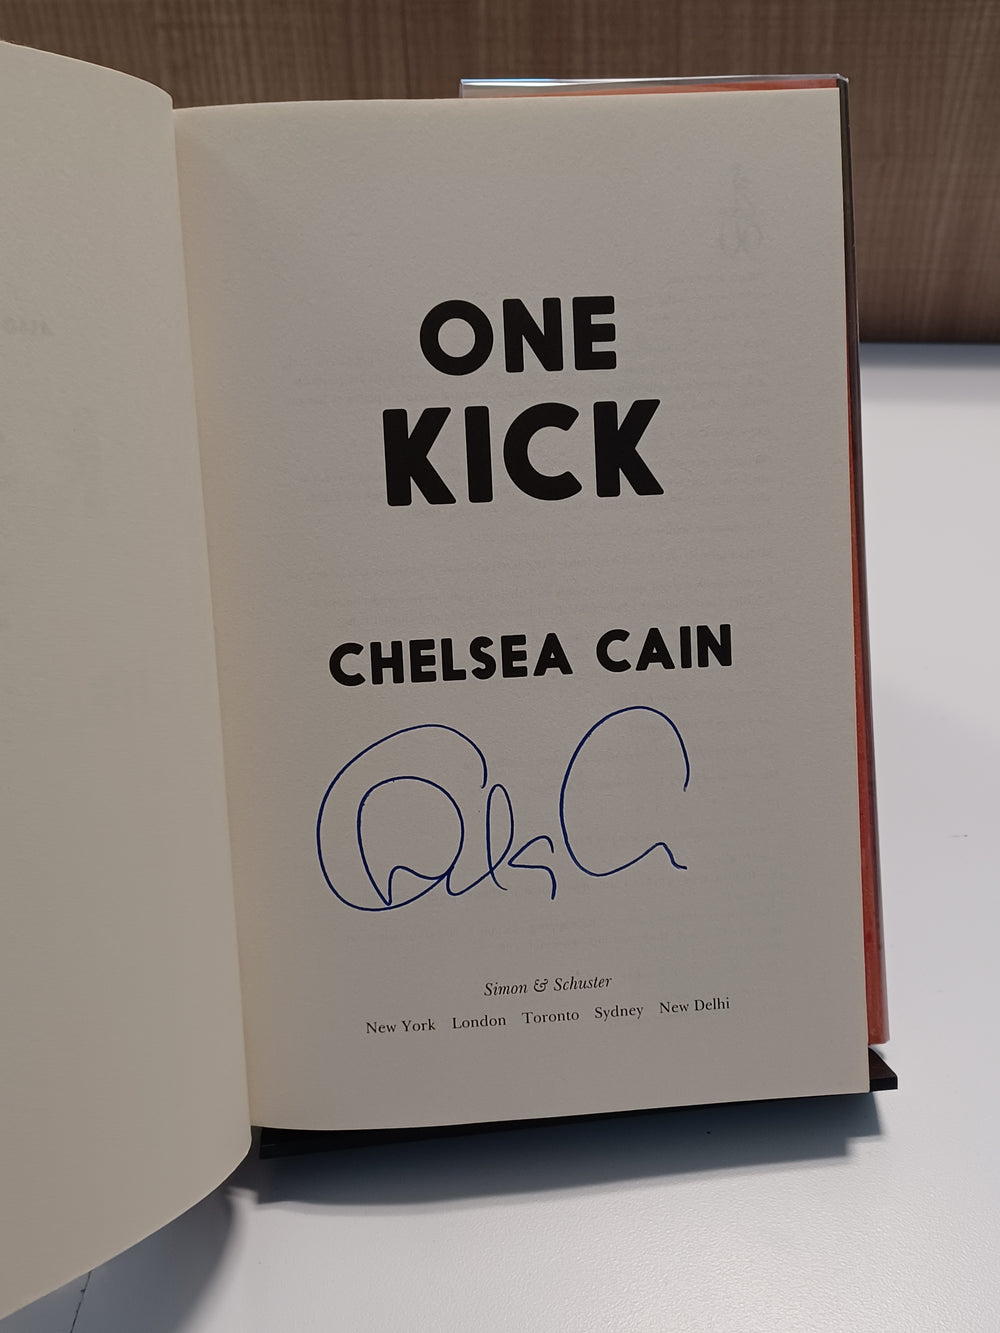 ONE
KICK
CHELSEA CAIN
Simon & Schuster
New York London Toronto Sydney New Delhi